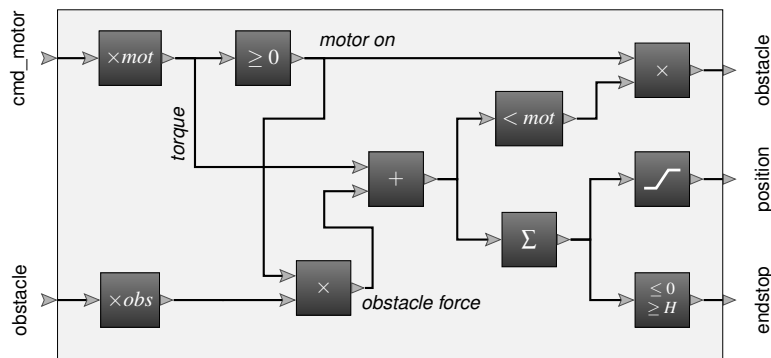 cmd_motor
×mot
≥ 0
motor on
×
obstacle
torque
< mot
+
position
Σ
obstacle
×obs
×
obstacle force
≤ 0
≥ H
endstop